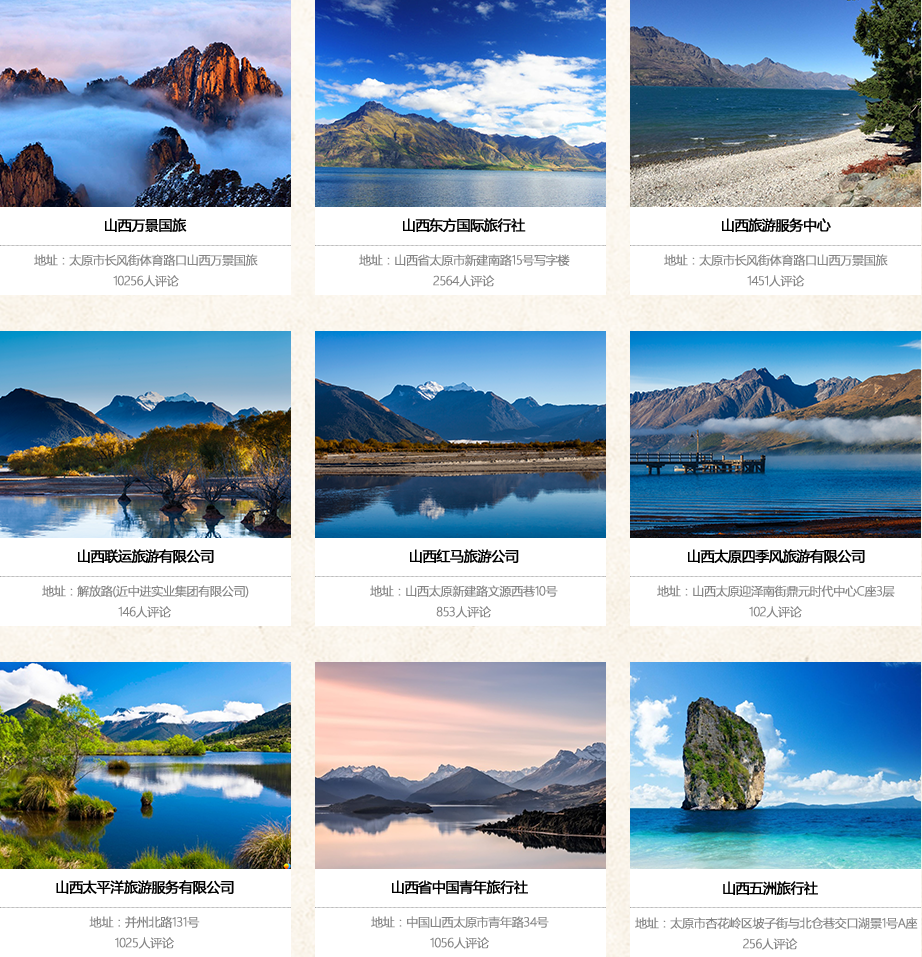 山西万景国旅
地址：太原市长风街体育路口山西万景国旅
10256人评论
山西东方国际旅行社
地址：山西省太原市新建南路15号写字楼
2564人评论
山西旅游服务中心
地址：太原市长风街体育路口山西万景国旅
1451人评论
山西联运旅游有限公司
地址：解放路(近中进实业集团有限公司)
146人评论
山西红马旅游公司
地址：山西太原新建路文源西巷10号
853人评论
山西太原四季风旅游有限公司
地址：山西太原迎泽南街鼎元时代中心C座3层
102人评论
山西太平洋旅游服务有限公司
地址：并州北路131号
1025人评论
山西省中国青年旅行社
地址：中国山西太原市青年路34号
1056人评论
山西五洲旅行社
地址：太原市杏花岭区坡子街与北仓巷交口湖景1号A座
256人评论